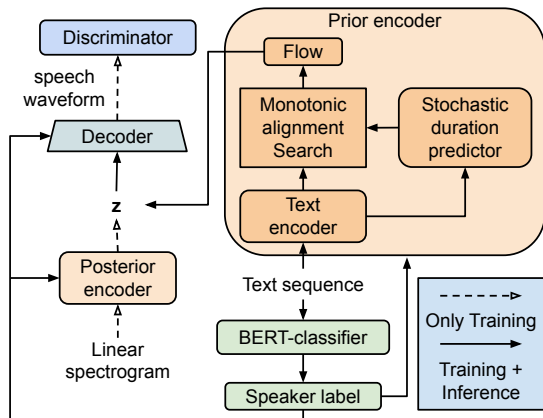 Prior encoder
Discriminator
Flow
speech
waveform
Monotonic
alignment
Search
Stochastic
duration
predictor
Decoder
z
Text
encoder
Posterior
encoder
Text sequence
Only Training
Linear
spectrogram
BERT-classifier
Training +
Inference
Speaker label